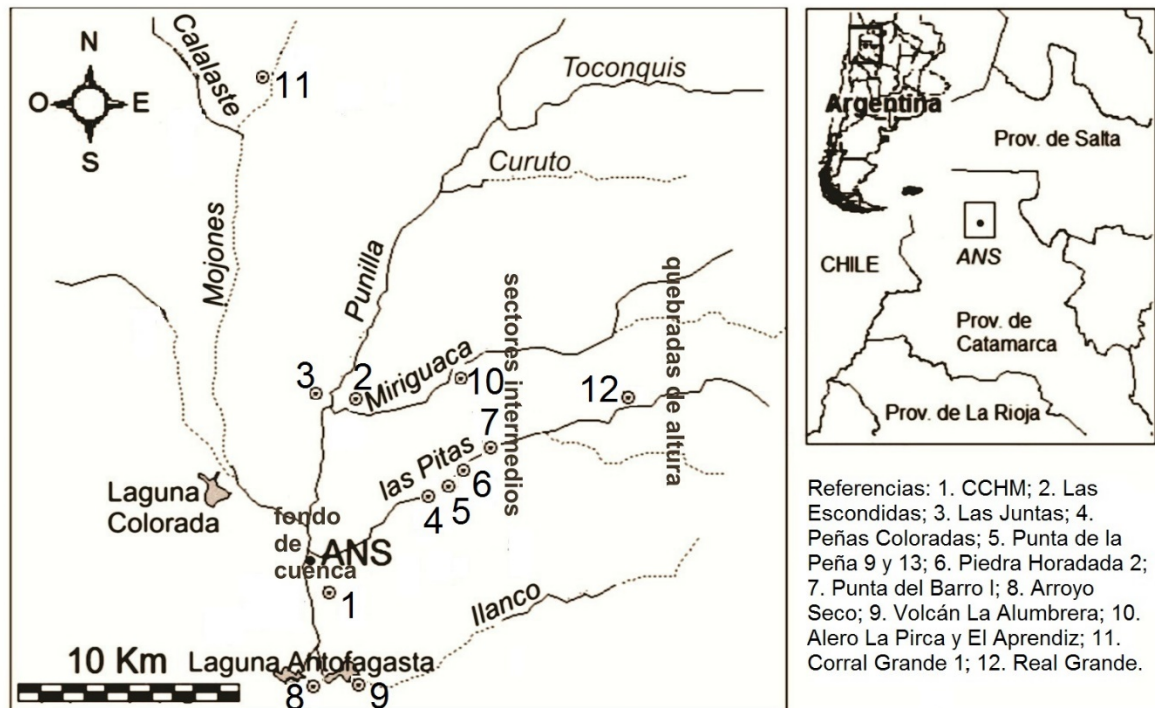 N
O
E
S
Calalaste
11
Toconquis
Curuto
Mojones
Punilla
sectores intermedios
quebradas de altura
3
2
Miriguaca
10
12
7
las Pitas
6
5
4
Laguna
Colorada
fondo
de
cuenca
ANS
1
Ilanco
10 Km
Laguna Antofagasta
8
9
Argentina
Prov. de Salta
CHILE
ANS
Prov. de
Catamarca
Prov. de La Rioja
Referencias: 1. CCHM; 2. Las
Escondidas; 3. Las Juntas; 4.
Peñas Coloradas; 5. Punta de la
Peña 9 y 13; 6. Piedra Horadada 2;
7. Punta del Barro I; 8. Arroyo
Seco; 9. Volcán La Alumbrera; 10.
Alero La Pirca y El Aprendiz; 11.
Corral Grande 1; 12. Real Grande.